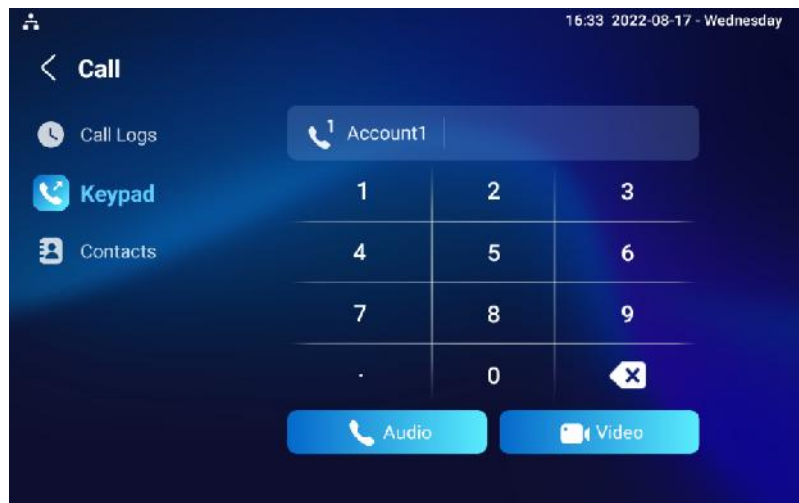 16:33 2022-08-17 - Wednesday
Call
Call Logs
1 Account1
Keypad
1 2 3
Contacts
4 5 6
7 8 9
. 0
Audio Video